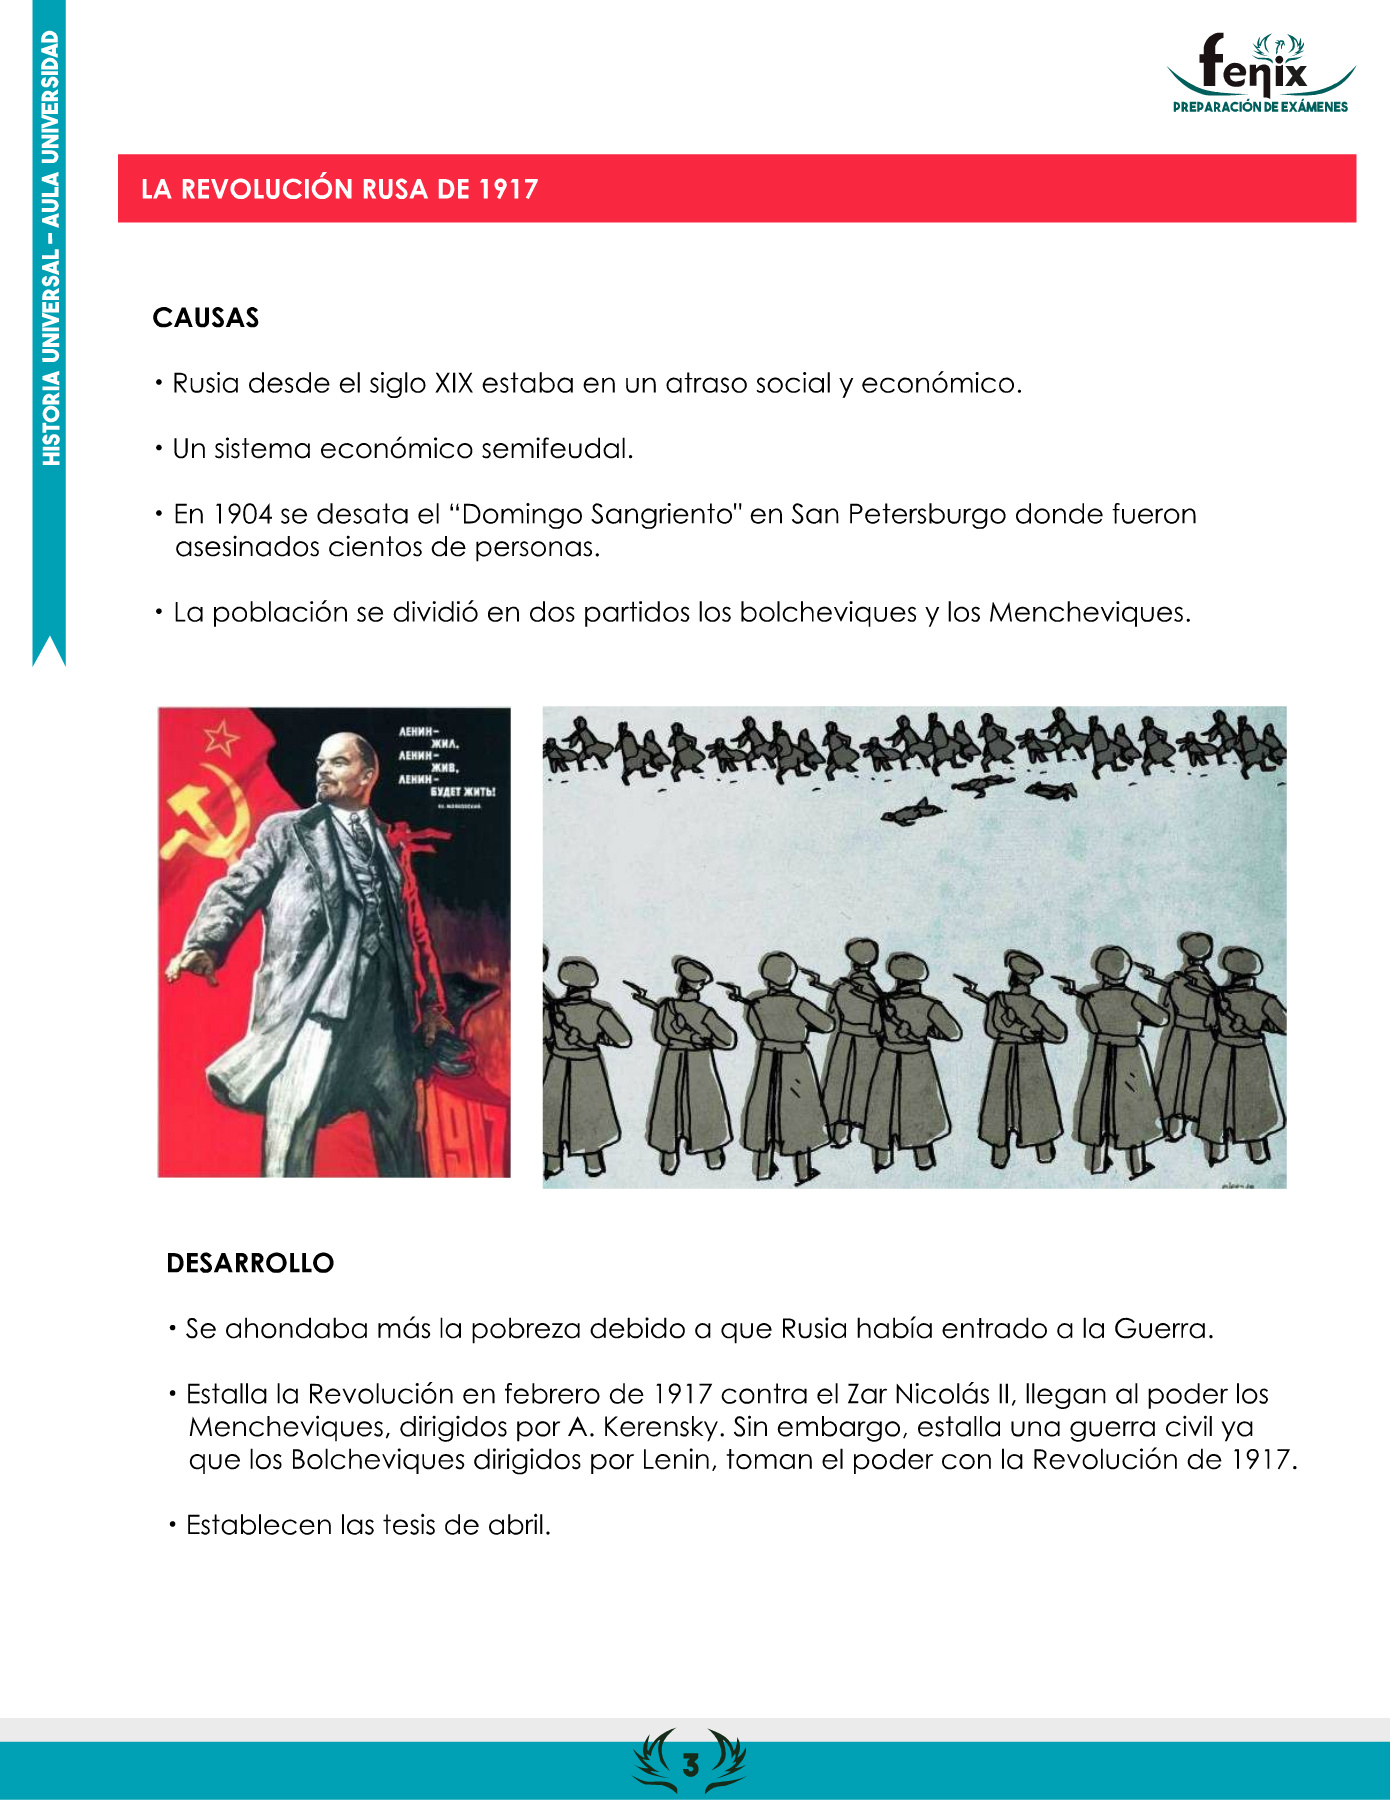 HISTORIA UNIVERSAL – AULA UNIVERSIDAD
fenix
PREPARACIÓN DE EXÁMENES
LA REVOLUCIÓN RUSA DE 1917
CAUSAS
• Rusia desde el siglo XIX estaba en un atraso social y económico.
• Un sistema económico semifeudal.
• En 1904 se desata el “Domingo Sangriento" en San Petersburgo donde fueron
asesinados cientos de personas.
• La población se dividió en dos partidos los bolcheviques y los Mencheviques.
ЛЕНИН–
ЖИЛ,
ЛЕНИН–
ЖИВ,
ЛЕНИН–
БУДЕТ ЖИТЬ!
ВЛ. МАЯКОВСКИЙ
1917
DESARROLLO
• Se ahondaba más la pobreza debido a que Rusia había entrado a la Guerra.
• Estalla la Revolución en febrero de 1917 contra el Zar Nicolás II, llegan al poder los
Mencheviques, dirigidos por A. Kerensky. Sin embargo, estalla una guerra civil ya
que los Bolcheviques dirigidos por Lenin, toman el poder con la Revolución de 1917.
• Establecen las tesis de abril.
3